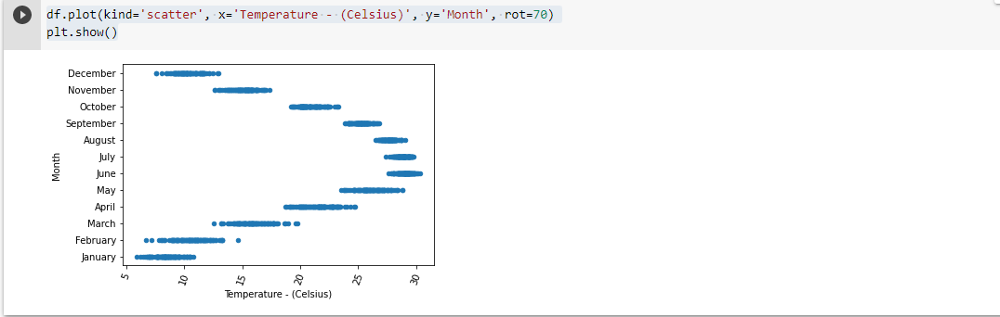 df.plot(kind='scatter', x='Temperature - (Celsius)', y='Month', rot=70)
plt.show()
December
November
October
September
August
July
June
May
April
March
February
January
Month
5 10 15 20 25 30
Temperature - (Celsius)